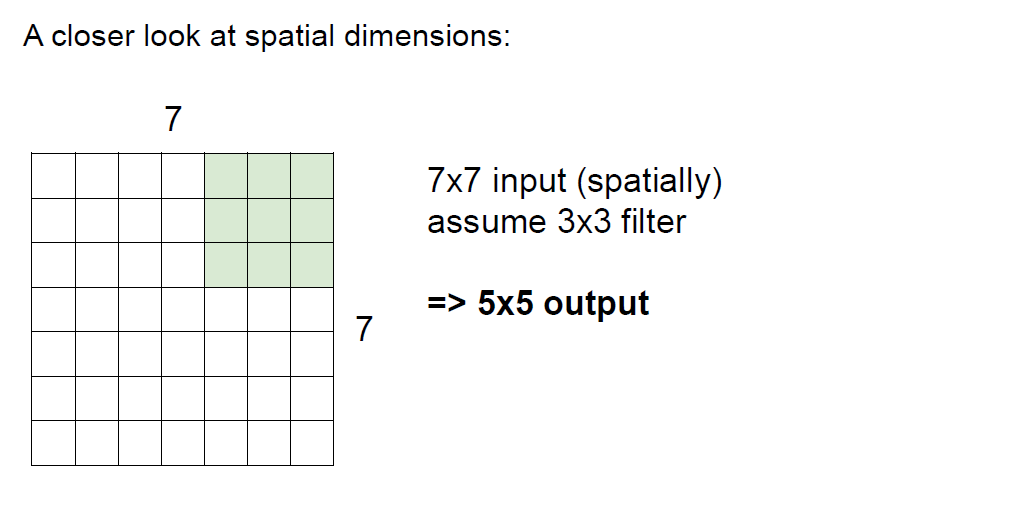 A closer look at spatial dimensions:
7
7x7 input (spatially)
assume 3x3 filter
=> 5x5 output
7